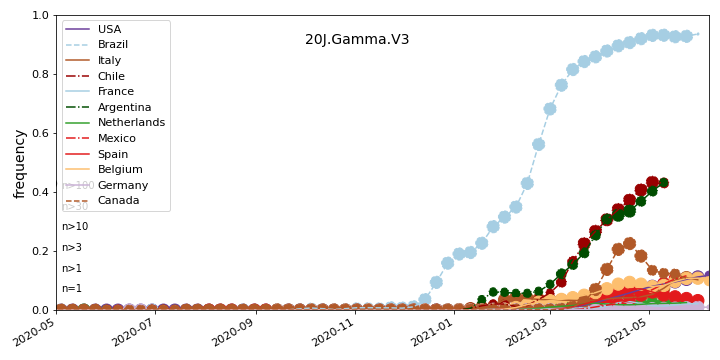 20J.Gamma.V3
frequency
1.0
0.8
0.6
0.4
0.2
0.0
USA
Brazil
Italy
Chile
France
Argentina
Netherlands
Mexico
Spain
Belgium
Germany
Canada
n>100
n>30
n>10
n>3
n>1
n=1
2020-05
2020-07
2020-09
2020-11
2021-01
2021-03
2021-05